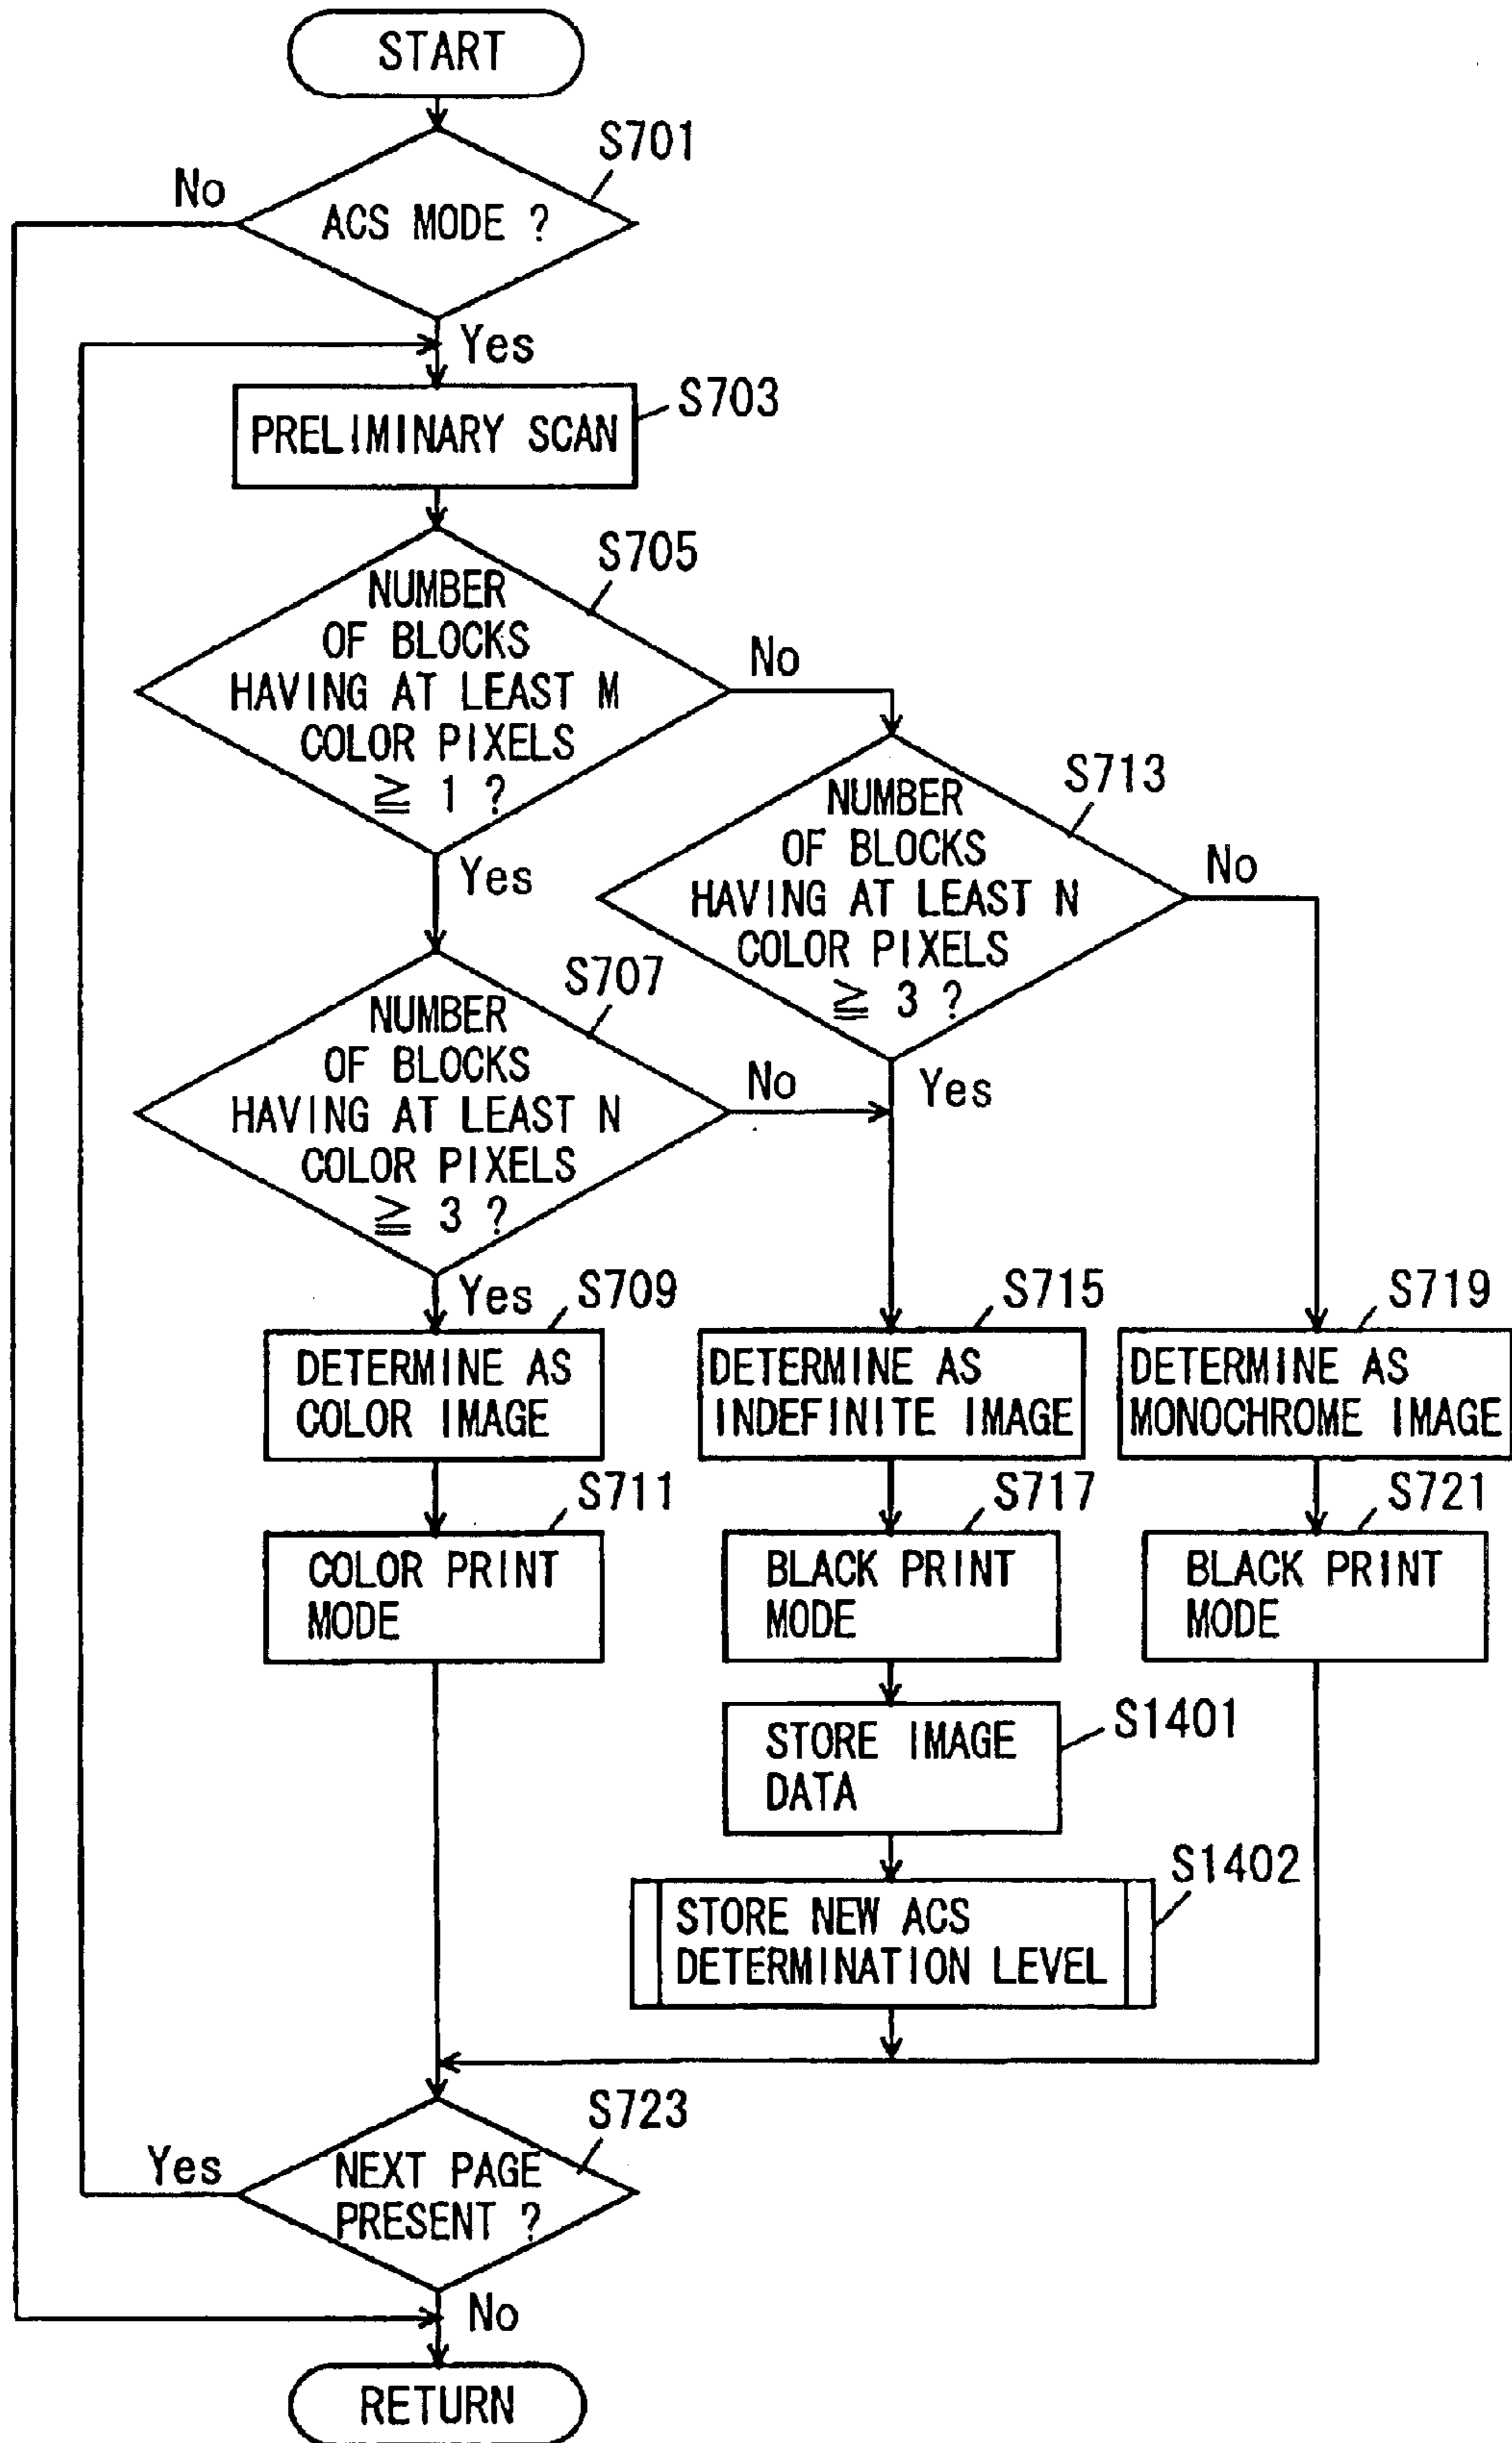 START
S701
No
ACS MODE ?
Yes
S703
PRELIMINARY SCAN
S705
NUMBER
OF BLOCKS
HAVING AT LEAST M
COLOR PIXELS
≧ 1 ?
No
Yes
S713
NUMBER
OF BLOCKS
HAVING AT LEAST N
COLOR PIXELS
≧ 3 ?
No
Yes
S707
NUMBER
OF BLOCKS
HAVING AT LEAST N
COLOR PIXELS
≧ 3 ?
No
Yes
S709
DETERMINE AS
COLOR IMAGE
S715
DETERMINE AS
INDEFINITE IMAGE
S719
DETERMINE AS
MONOCHROME IMAGE
S711
COLOR PRINT
MODE
S717
BLACK PRINT
MODE
S721
BLACK PRINT
MODE
S1401
STORE IMAGE
DATA
S1402
STORE NEW ACS
DETERMINATION LEVEL
S723
Yes
NEXT PAGE
PRESENT ?
No
RETURN